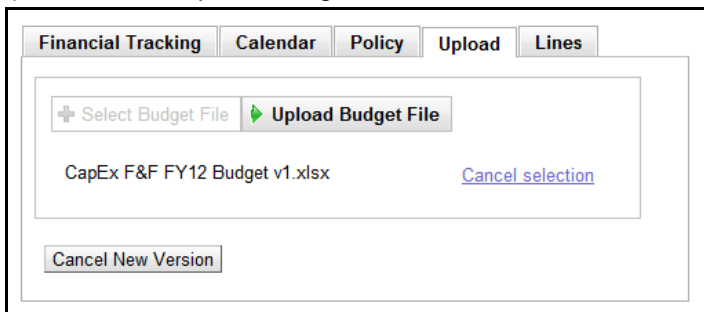 Financial Tracking Calendar Policy Upload Lines
Select Budget File Upload Budget File
CapEx F&F FY12 Budget v1.xlsx Cancel selection
Cancel New Version